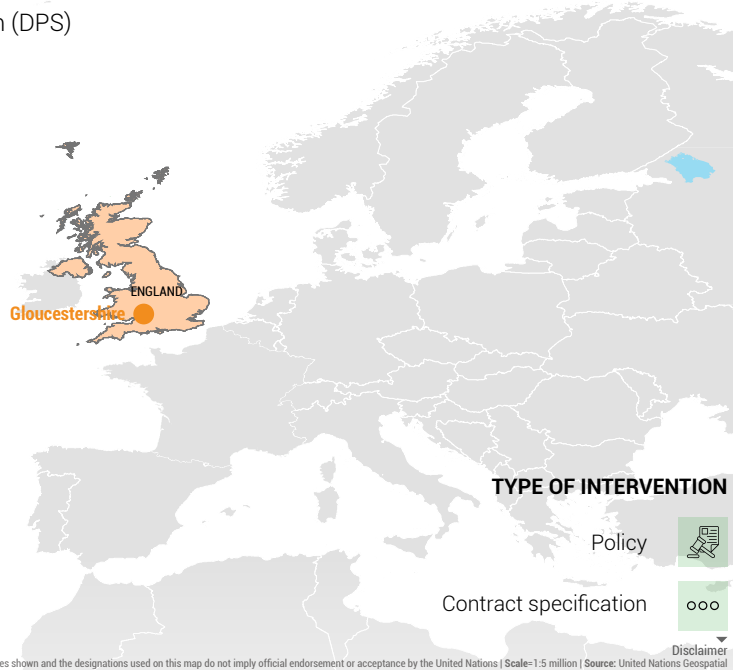 (DPS)
ENGLAND
Gloucestershire
TYPE OF INTERVENTION
Policy
Contract specification
Disclaimer
shown and the designations used on this map do not imply official endorsement or acceptance by the United Nations | Scale=1:5 million | Source: United Nations Geospatial